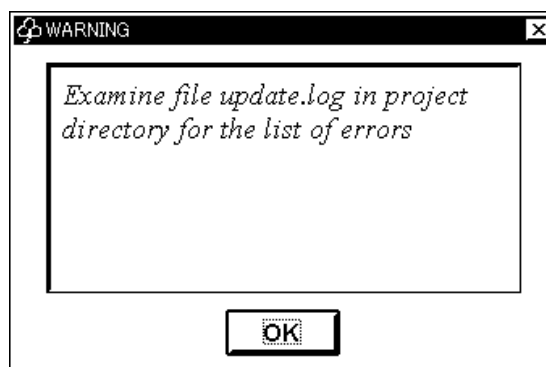 WARNING
Examine file update.log in project
directory for the list of errors
OK